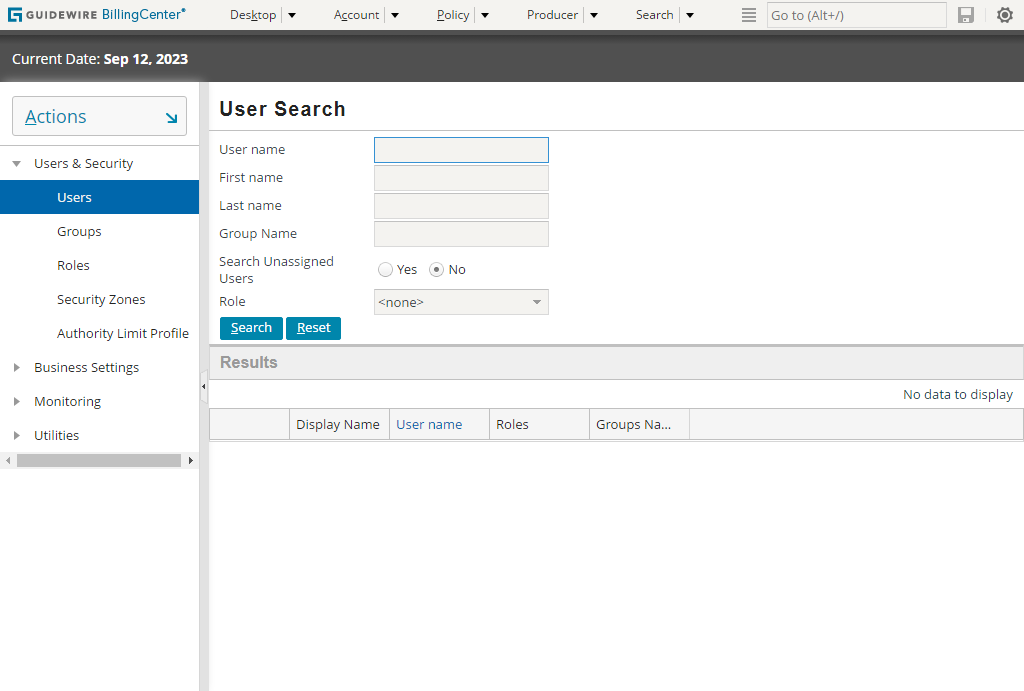 GUIDEWIRE BillingCenter®
Desktop
Account
Policy
Producer
Search
Go to (Alt+/)
Current Date: Sep 12, 2023
Actions
Users & Security
Users
Groups
Roles
Security Zones
Authority Limit Profile
Business Settings
Monitoring
Utilities
User Search
User name
First name
Last name
Group Name
Search Unassigned
Users
Yes
No
Role
<none>
Search
Reset
Results
No data to display
Display Name
User name
Roles
Groups Na...